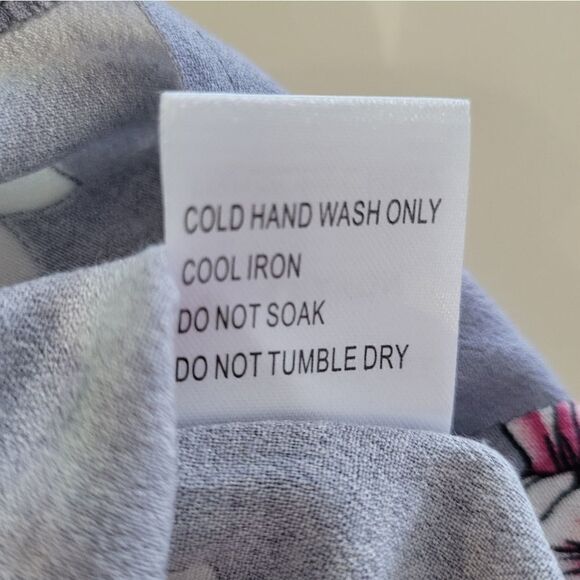 COLD HAND WASH ONLY
COOL IRON
DO NOT SOAK
DO NOT TUMBLE DRY